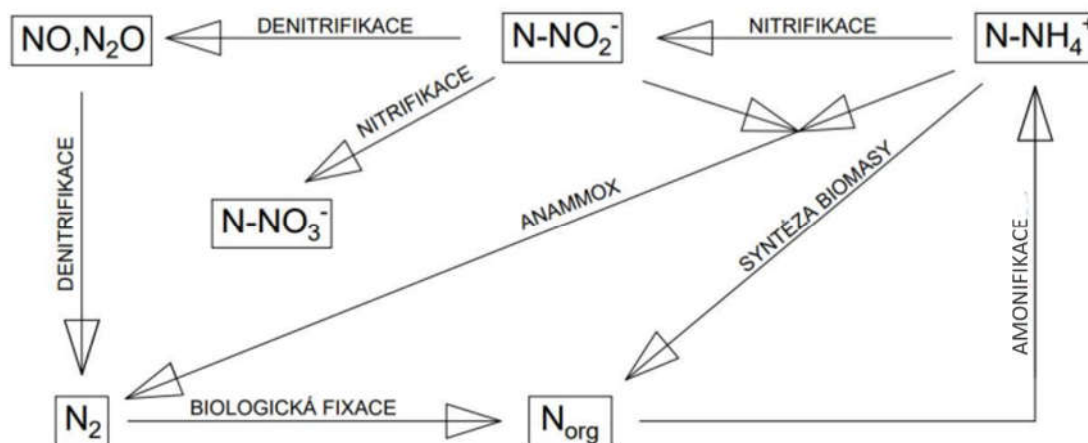 NO,N₂O
DENITRIFIKACE
N-NO₂⁻
NITRIFIKACE
N-NH₄⁺
DENITRIFIKACE
NITRIFIKACE
N-NO₃⁻
ANAMMOX
SYNTÉZA BIOMASY
AMONIFIKACE
N₂
BIOLOGICKÁ FIXACE
Norg